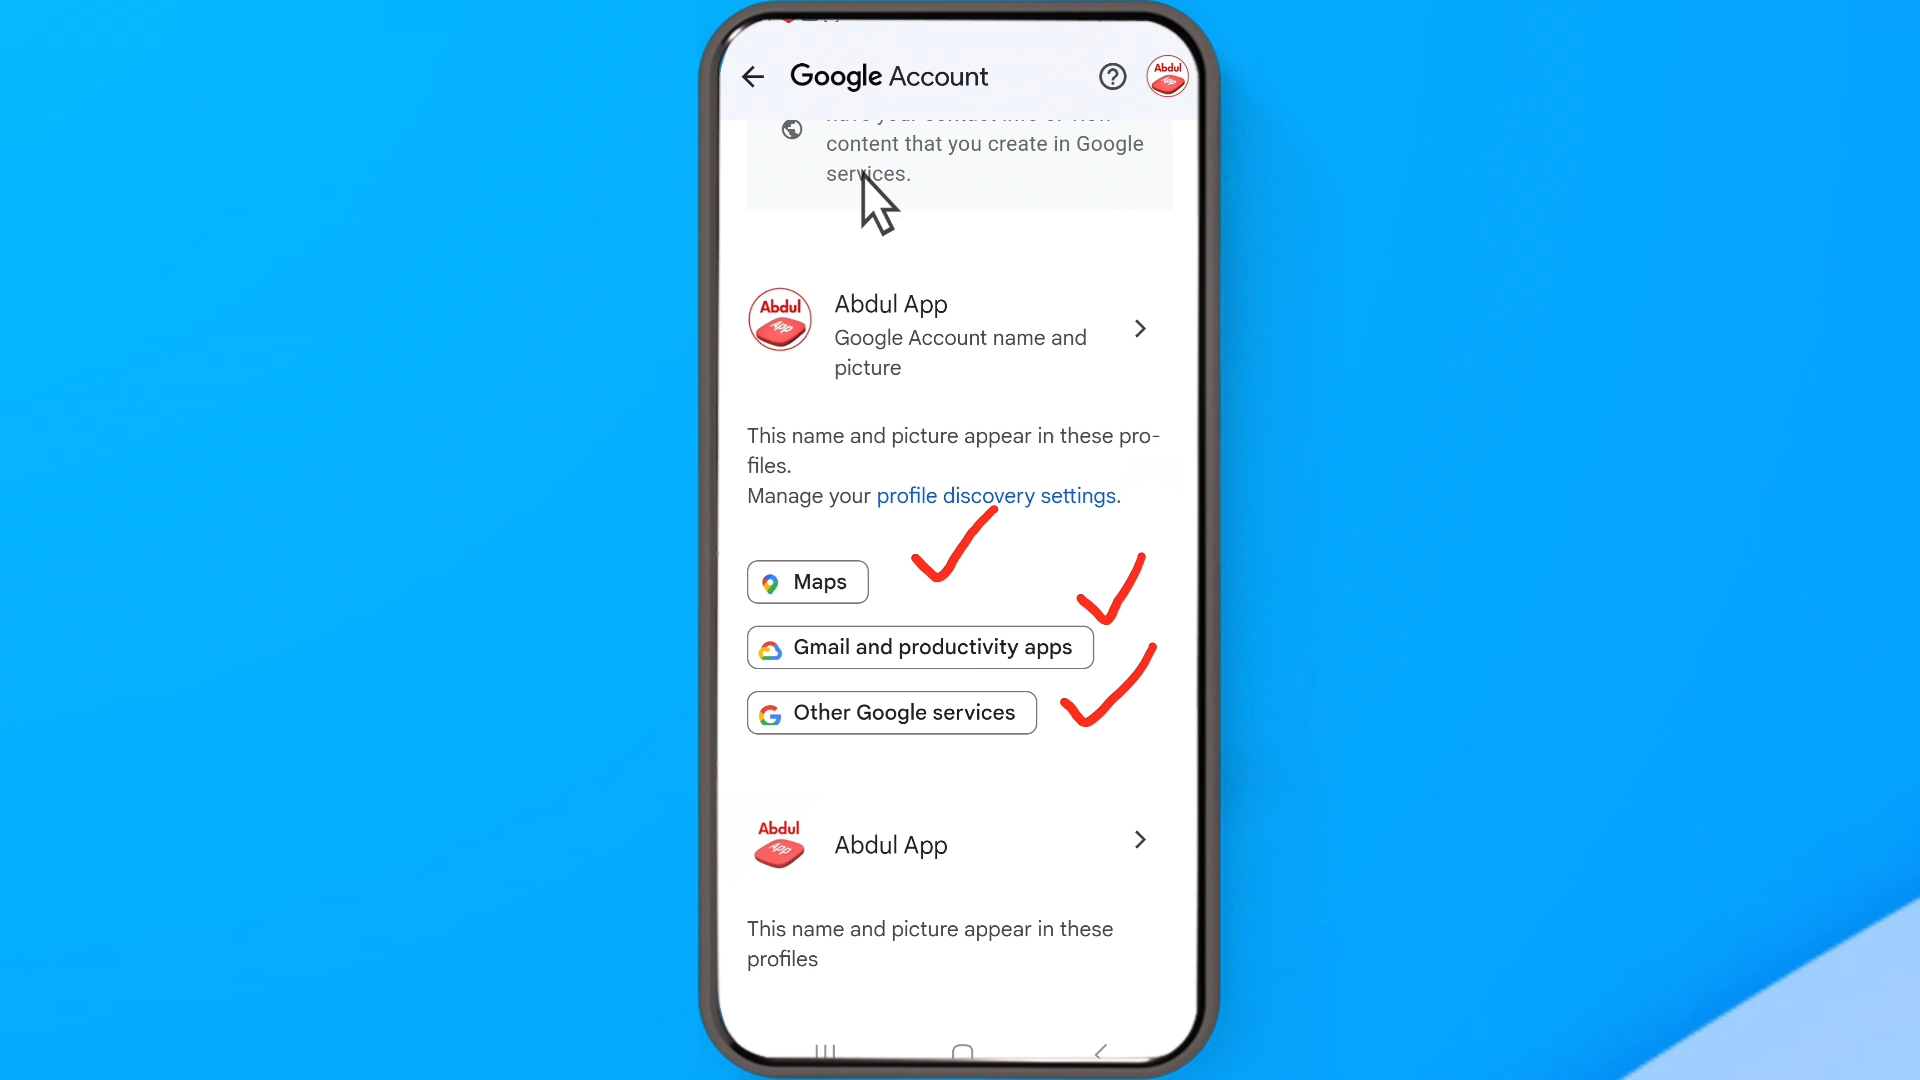 Google Account
Abdul
App
content that you create in Google
services.
Abdul
App
Abdul App
Google Account name and
picture
This name and picture appear in these pro-
files.
Manage your profile discovery settings.
Maps
Gmail and productivity apps
Other Google services
Abdul
App
Abdul App
This name and picture appear in these
profiles